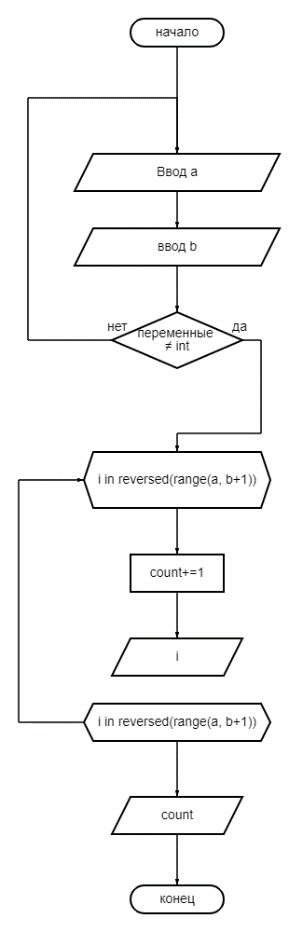 начало
Ввод a
ввод b
нет
переменные
≠ int
да
i in reversed(range(a, b+1))
count+=1
i
i in reversed(range(a, b+1))
count
конец